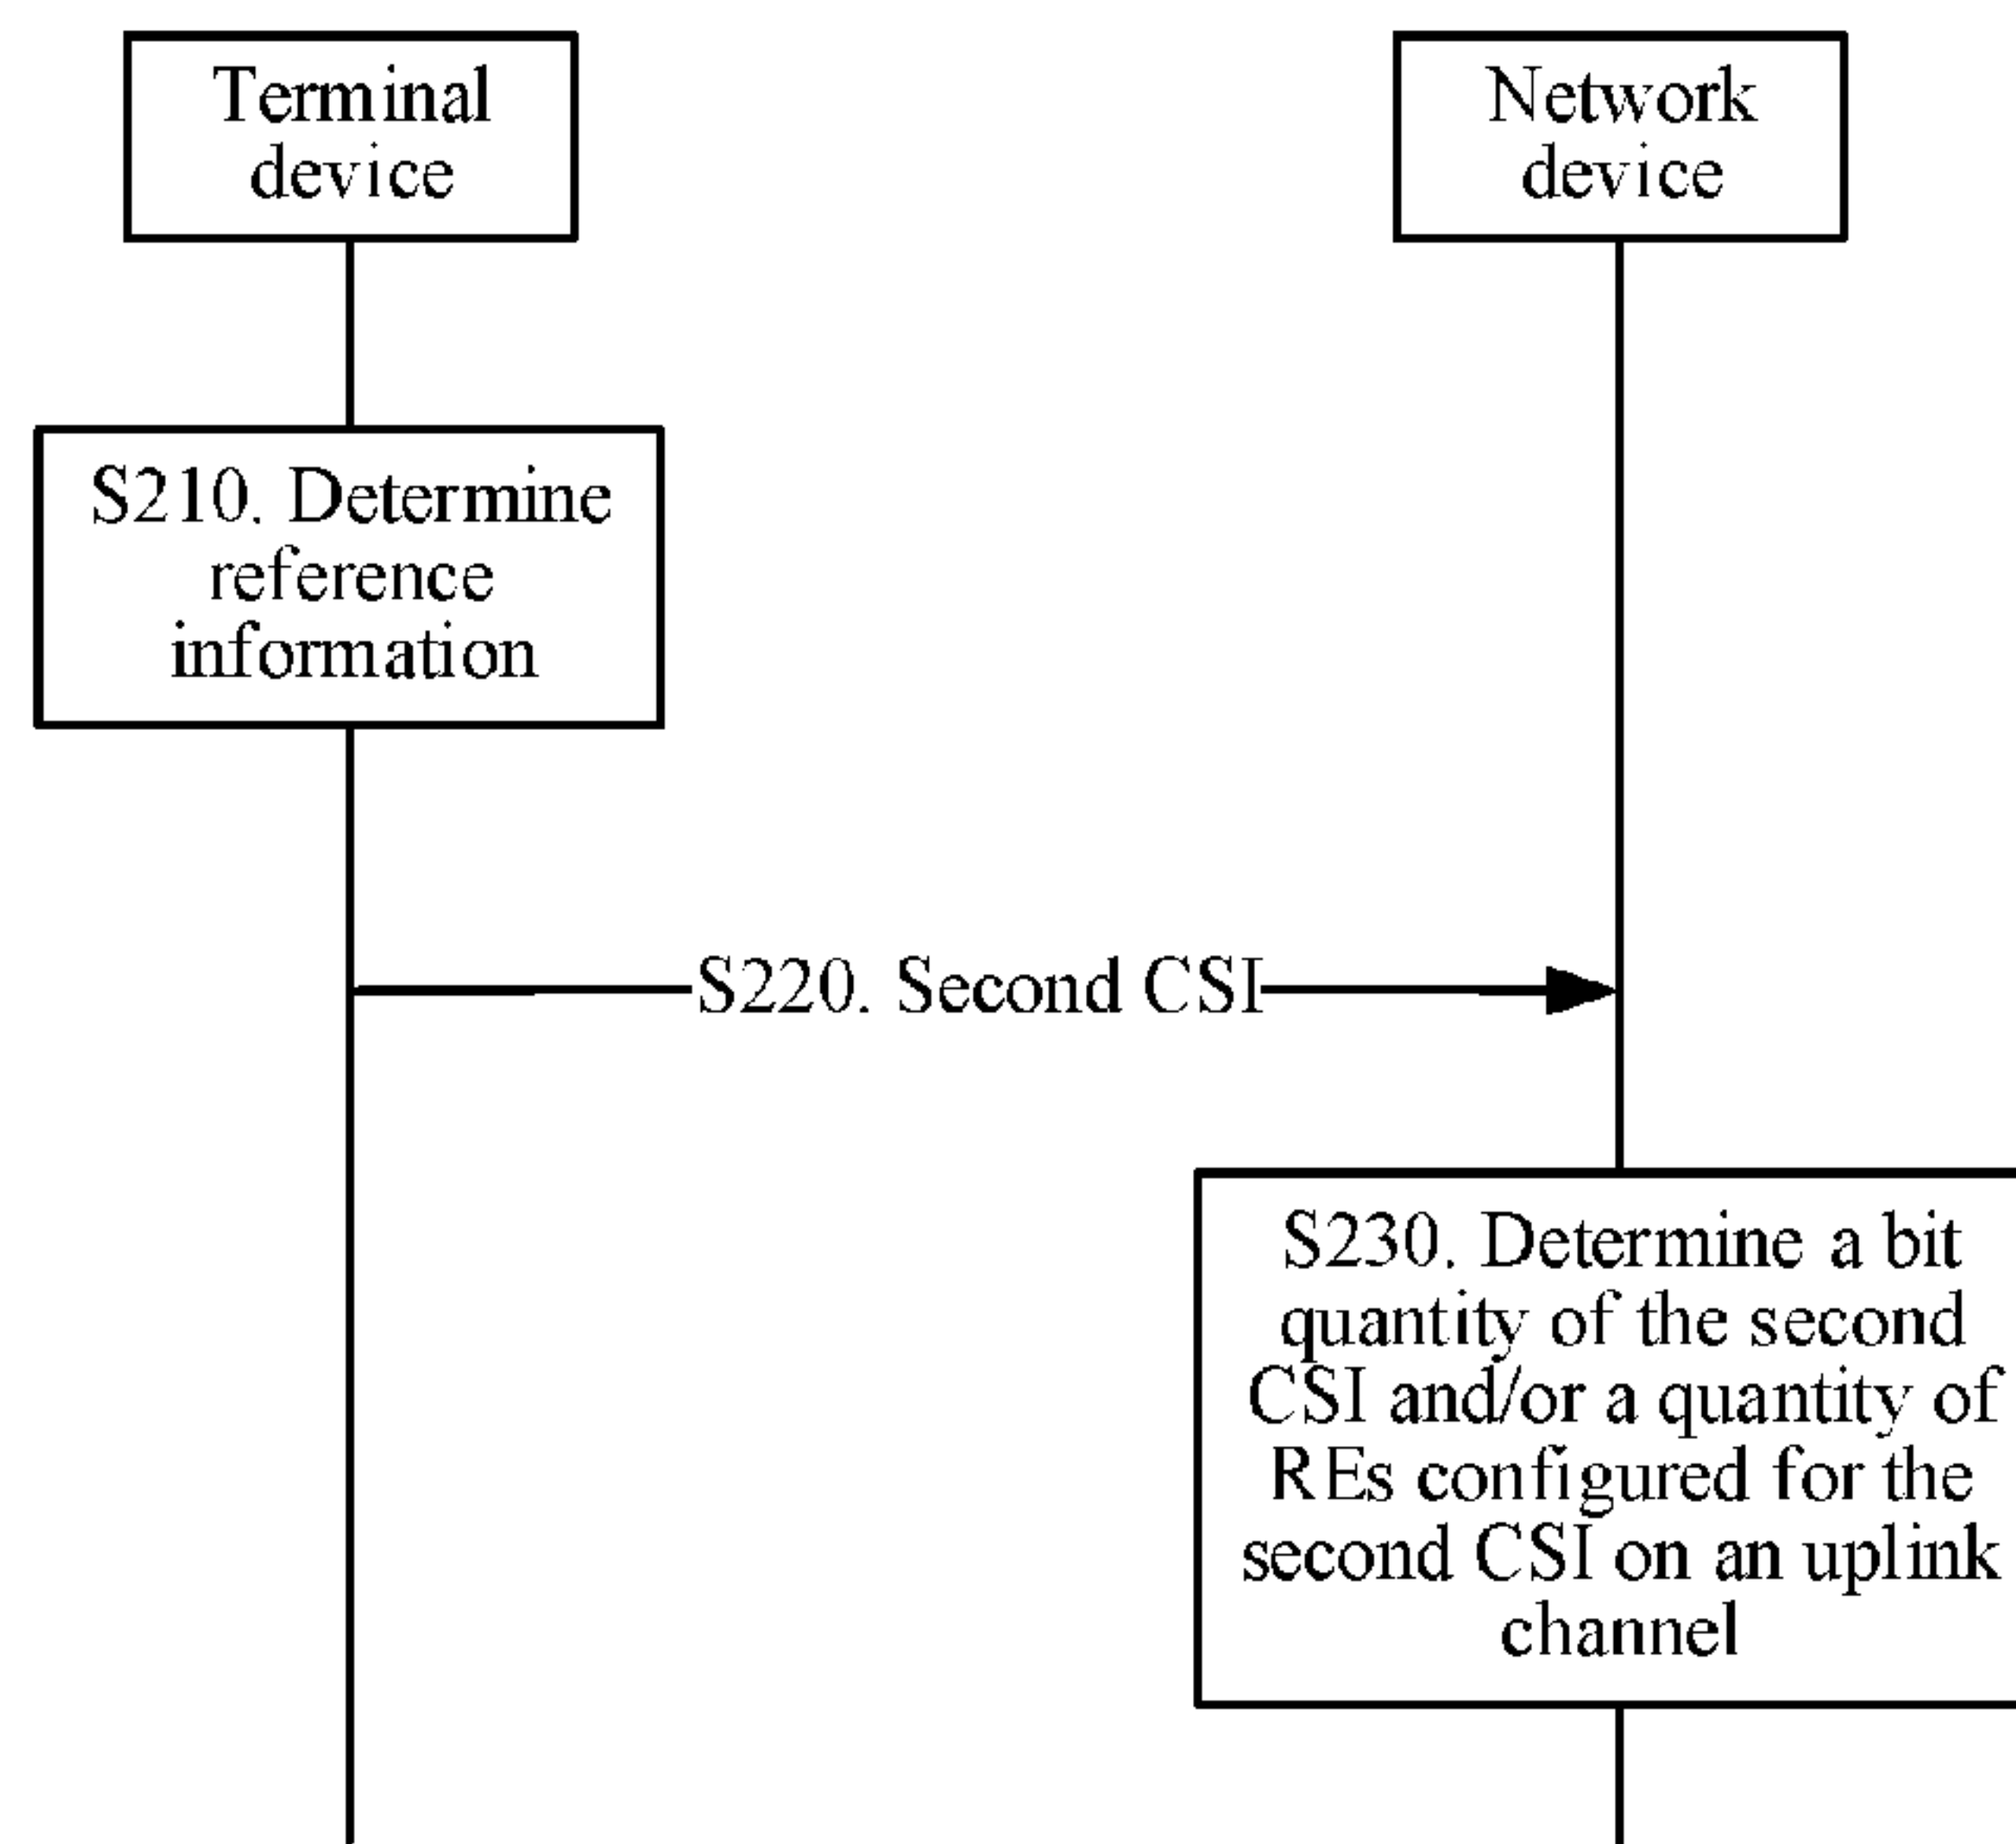 Terminal
device
Network
device
S210. Determine
reference
information
S220. Second CSI
S230. Determine a bit
quantity of the second
CSI and/or a quantity of
REs configured for the
second CSI on an uplink
channel